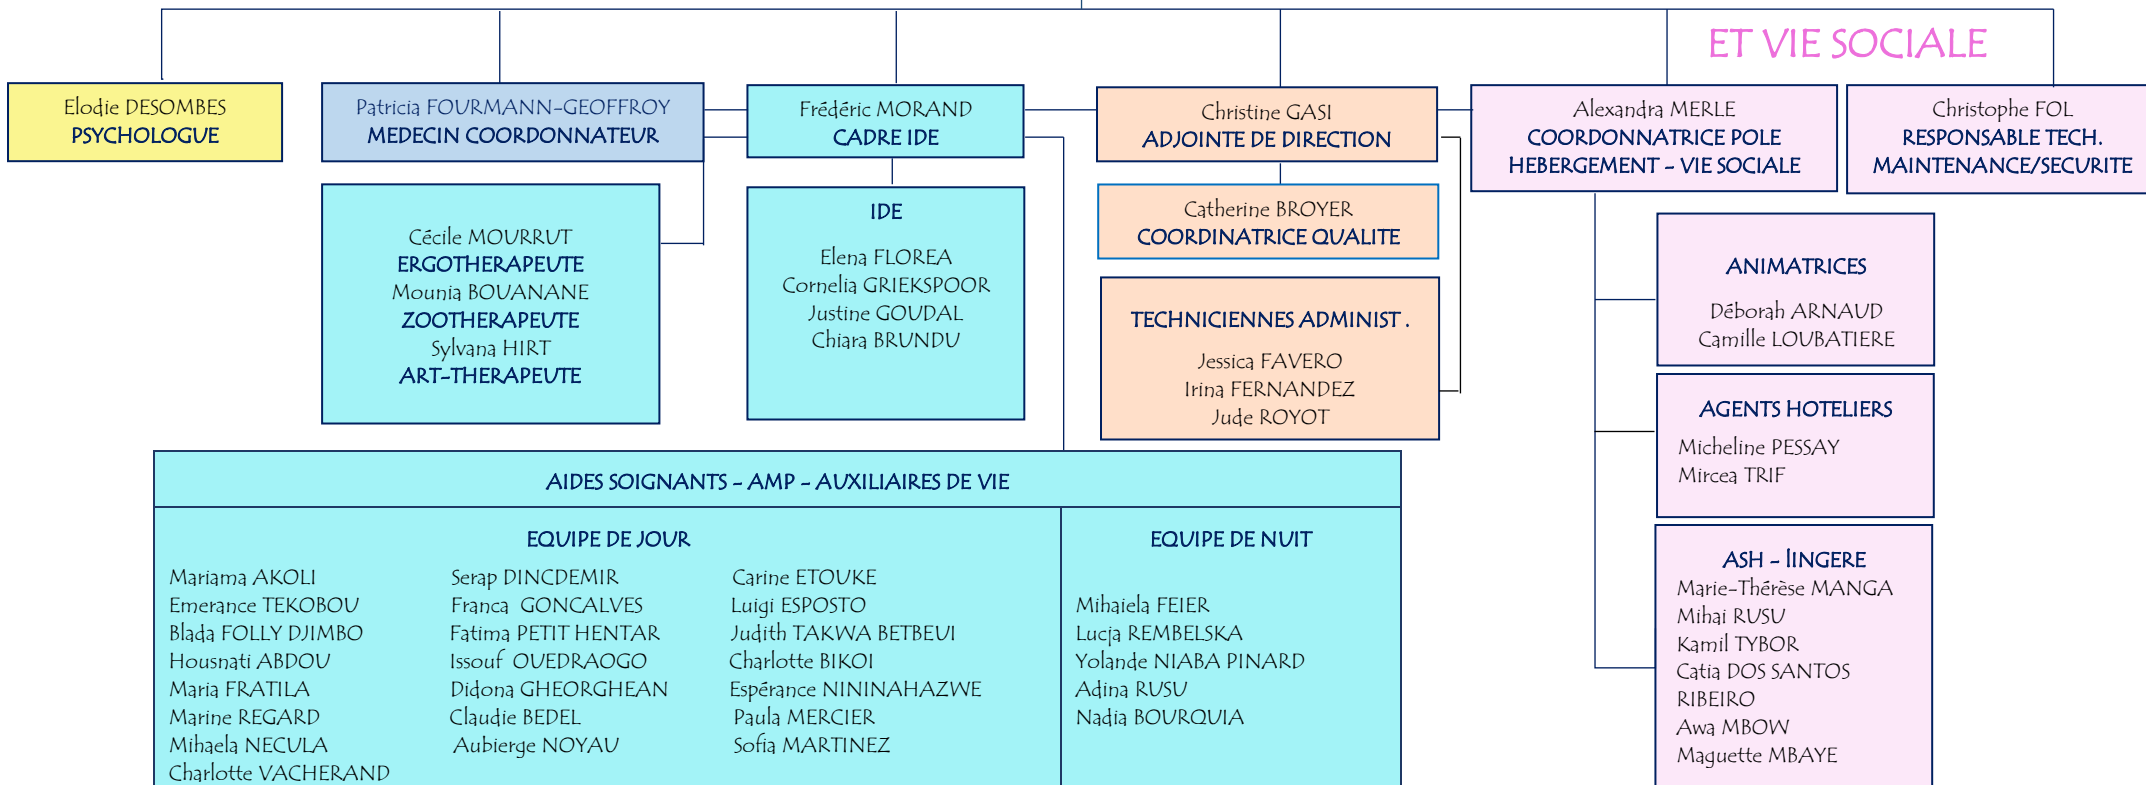 ET VIE SOCIALE
Elodie DESOMBES
PSYCHOLOGUE
Patricia FOURMANN-GEOFFROY
MEDECIN COORDONNATEUR
Frédéric MORAND
CADRE IDE
Christine GASI
ADJOINTE DE DIRECTION
Alexandra MERLE
COORDONNATRICE POLE
HEBERGEMENT - VIE SOCIALE
Christophe FOL
RESPONSABLE TECH.
MAINTENANCE/SECURITE
Cécile MOURRUT
ERGOTHERAPEUTE
Mounia BOUANANE
ZOOTHERAPEUTE
Sylvana HIRT
ART-THERAPEUTE
IDE
Elena FLOREA
Cornelia GRIEKSPOOR
Justine GOUDAL
Chiara BRUNDU
Catherine BROYER
COORDINATRICE QUALITE
TECHNICIENNES ADMINIST .
Jessica FAVERO
Irina FERNANDEZ
Jude ROYOT
ANIMATRICES
Déborah ARNAUD
Camille LOUBATIERE
AGENTS HOTELIERS
Micheline PESSAY
Mircea TRIF
ASH - lINGERE
Marie-Thérèse MANGA
Mihai RUSU
Kamil TYBOR
Catia DOS SANTOS
RIBEIRO
Awa MBOW
Maguette MBAYE
AIDES SOIGNANTS - AMP - AUXILIAIRES DE VIE
EQUIPE DE JOUR
Mariama AKOLI
Emerance TEKOBOU
Blada FOLLY DJIMBO
Housnati ABDOU
Maria FRATILA
Marine REGARD
Mihaela NECULA
Charlotte VACHERAND
Serap DINCDEMIR
Franca GONCALVES
Fatima PETIT HENTAR
Issouf OUEDRAOGO
Didona GHEORGHEAN
Claudie BEDEL
Aubierge NOYAU
Carine ETOUKE
Luigi ESPOSTO
Judith TAKWA BETBEUI
Charlotte BIKOI
Espérance NININAHAZWE
Paula MERCIER
Sofia MARTINEZ
EQUIPE DE NUIT
Mihaiela FEIER
Lucja REMBELSKA
Yolande NIABA PINARD
Adina RUSU
Nadia BOURQUIA